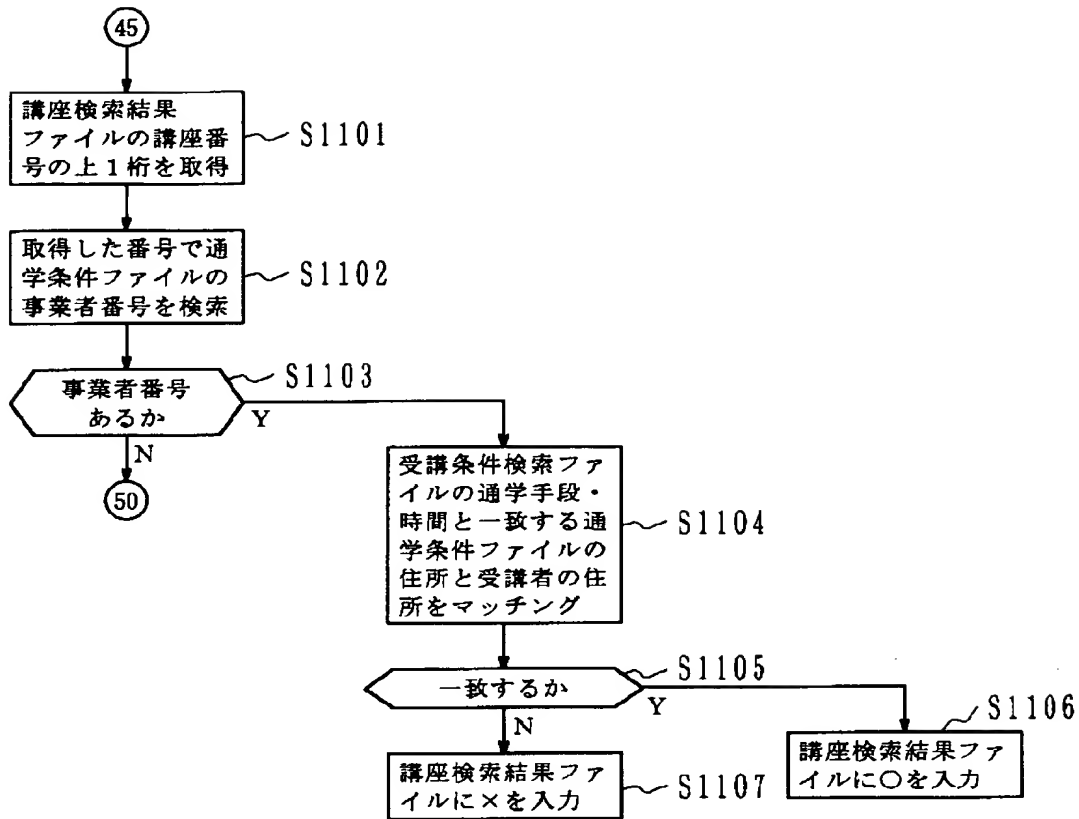 45
講座検索結果
ファイルの講座番
号の上1桁を取得
S1101
取得した番号で通
学条件ファイルの
事業者番号を検索
S1102
事業者番号
あるか
S1103
Y
N
50
受講条件検索ファ
イルの通学手段・
時間と一致する通
学条件ファイルの
住所と受講者の住
所をマッチング
S1104
一致するか
S1105
Y
N
講座検索結果ファ
イルに○を入力
S1106
講座検索結果ファ
イルに×を入力
S1107